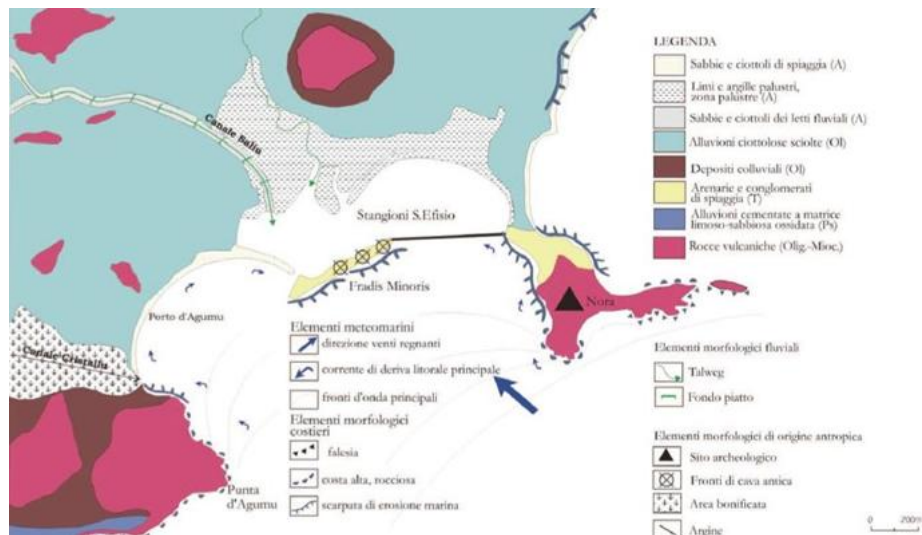 Canale Saliu
Stangioni S.Efisio
Fradis Minoris
Nora
Porto d'Agumu
Canale Cristallu
Punta
d'Agumu
Elementi meteomarini
direzione venti regnanti
corrente di deriva litorale principale
fronti d'onda principali
Elementi morfologici
costieri
falesia
costa alta, rocciosa
scarpata di erosione marina
LEGENDA
Sabbie e ciottoli di spiaggia (A)
Limi e argille palustri,
zona palustre (A)
Sabbie e ciottoli dei letti fluviali (A)
Alluvioni ciottolose sciolte (Ol)
Depositi colluviali (Ol)
Arenarie e conglomerati
di spiaggia (T)
Alluvioni cementate a matrice
limoso-sabbiosa ossidata (Ps)
Rocce vulcaniche (Olig.-Mioc.)
Elementi morfologici fluviali
Talweg
Fondo piatto
Elementi morfologici di origine antropica
Sito archeologico
Fronti di cava antica
Area bonificata
Argine
0 200m